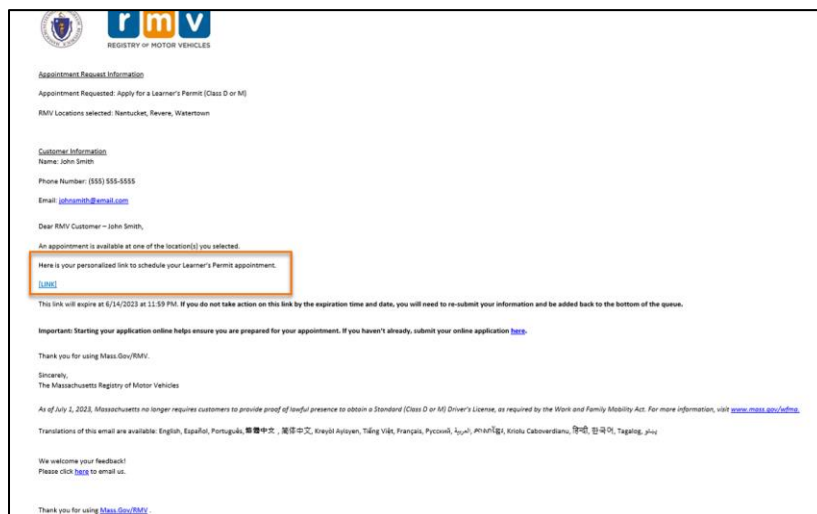 rmv
REGISTRY OF MOTOR VEHICLES
Appointment Request Information
Appointment Requested: Apply for a Learner's Permit (Class D or M)
RMV Locations selected: Nantucket, Revere, Watertown
Customer Information
Name: John Smith
Phone Number: (555) 555-5555
Email: johnsmith@email.com
Dear RMV Customer – John Smith,
An appointment is available at one of the location(s) you selected.
Here is your personalized link to schedule your Learner's Permit appointment.
[LINK]
This link will expire at 6/14/2023 at 11:59 PM. If you do not take action on this link by the expiration time and date, you will need to re-submit your information and be added back to the bottom of the queue.
Important: Starting your application online helps ensure you are prepared for your appointment. If you haven't already, submit your online application here.
Thank you for using Mass.Gov/RMV.
Sincerely,
The Massachusetts Registry of Motor Vehicles
As of July 1, 2023, Massachusetts no longer requires customers to provide proof of lawful presence to obtain a Standard (Class D or M) Driver's License, as required by the Work and Family Mobility Act. For more information, visit www.mass.gov/wfma.
Translations of this email are available: English, Español, Português, 繁體中文 , 简体中文, Kreyòl Ayisyen, Tiếng Việt, Français, Русский, العربية, Kriolu Caboverdianu, हिन्दी, 한국어, Tagalog, پښتو
We welcome your feedback!
Please click here to email us.
Thank you for using Mass.Gov/RMV .